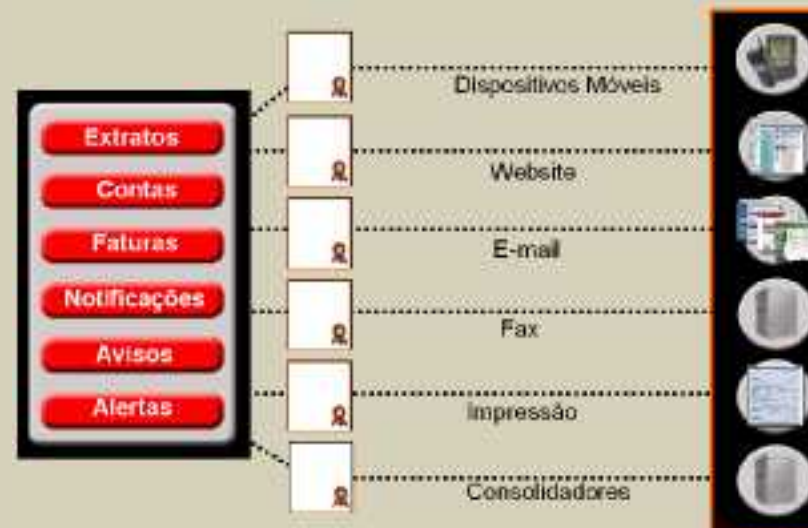 Extratos
Contas
Faturas
Notificações
Avisos
Alertas
Dispositivos Móveis
Website
E-mail
Fax
Impressão
Consolidadores